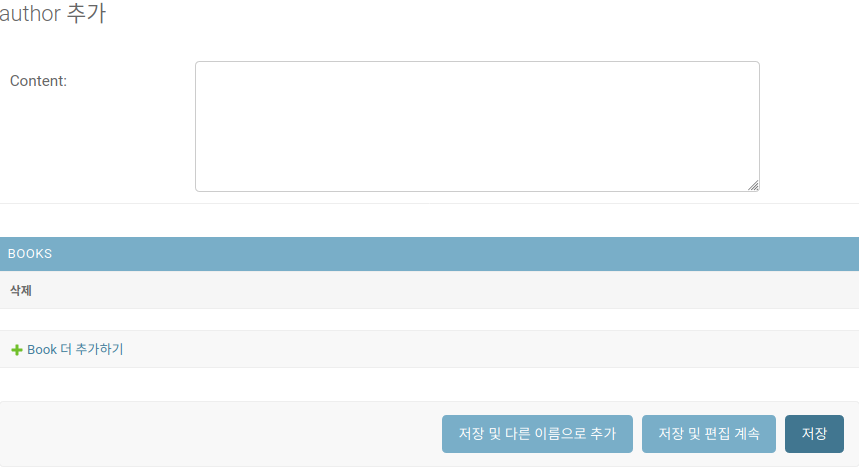 author 추가
Content:
BOOKS
삭제
Book 더 추가하기
저장 및 다른 이름으로 추가 저장 및 편집 계속 저장